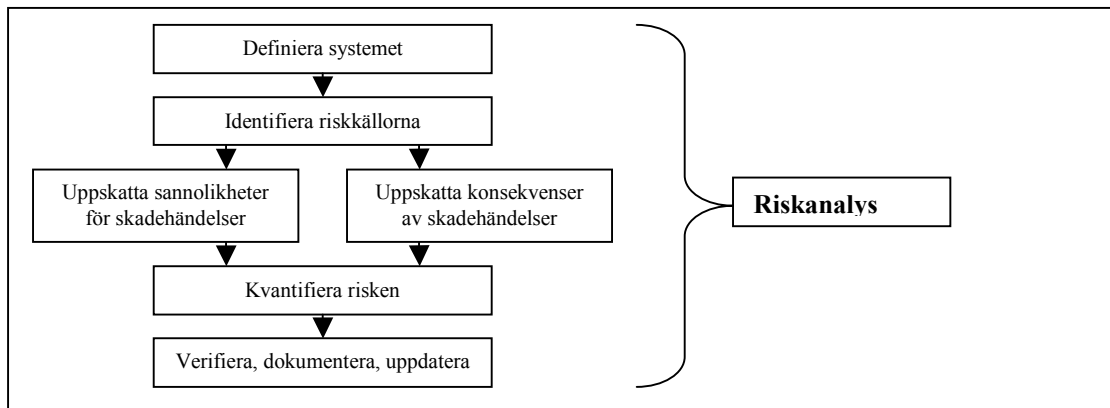 Definiera systemet
Identifiera riskkällorna
Uppskatta sannolikheter
för skadehändelser
Uppskatta konsekvenser
av skadehändelser
Kvantifiera risken
Verifiera, dokumentera, uppdatera
Riskanalys